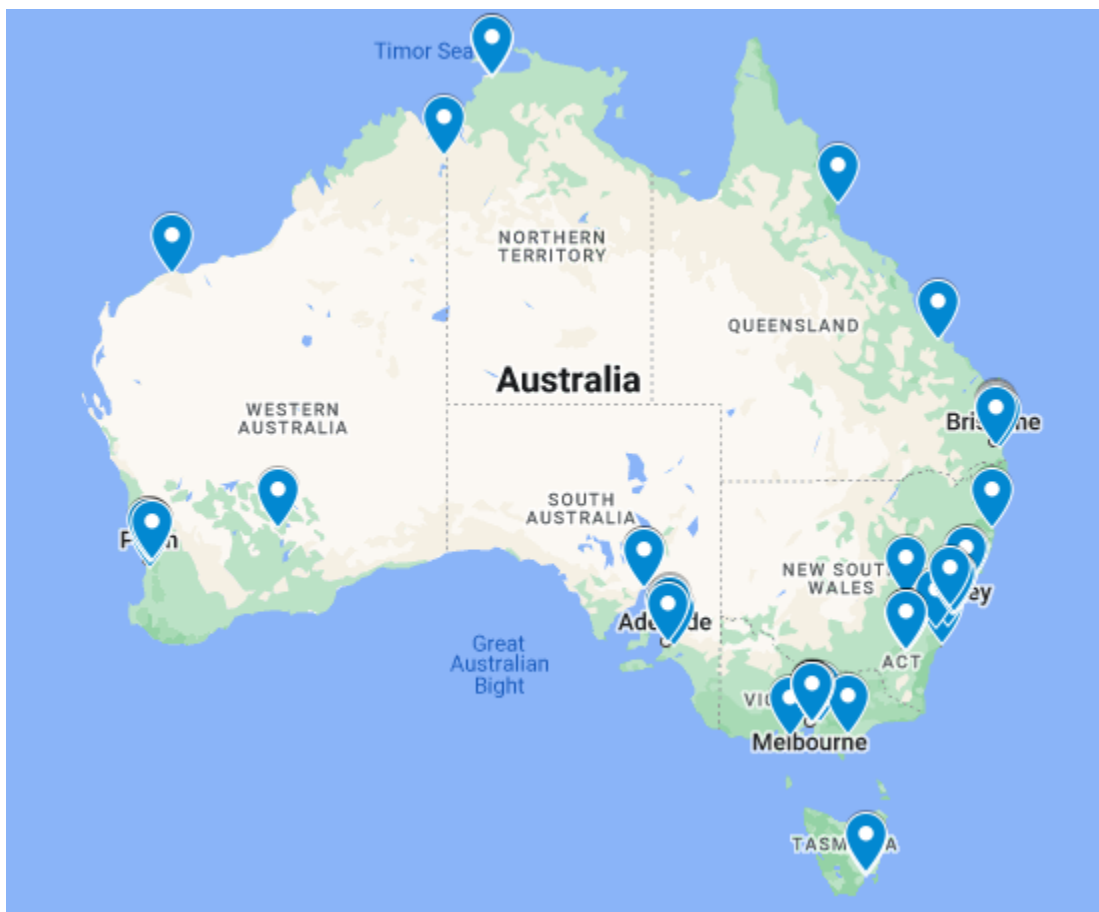 Timor Sea
NORTHERN
TERRITORY
QUEENSLAND
Australia
WESTERN
AUSTRALIA
SOUTH
AUSTRALIA
NEW SOUTH
WALES
Great
Australian
Bight
ACT
Melbourne